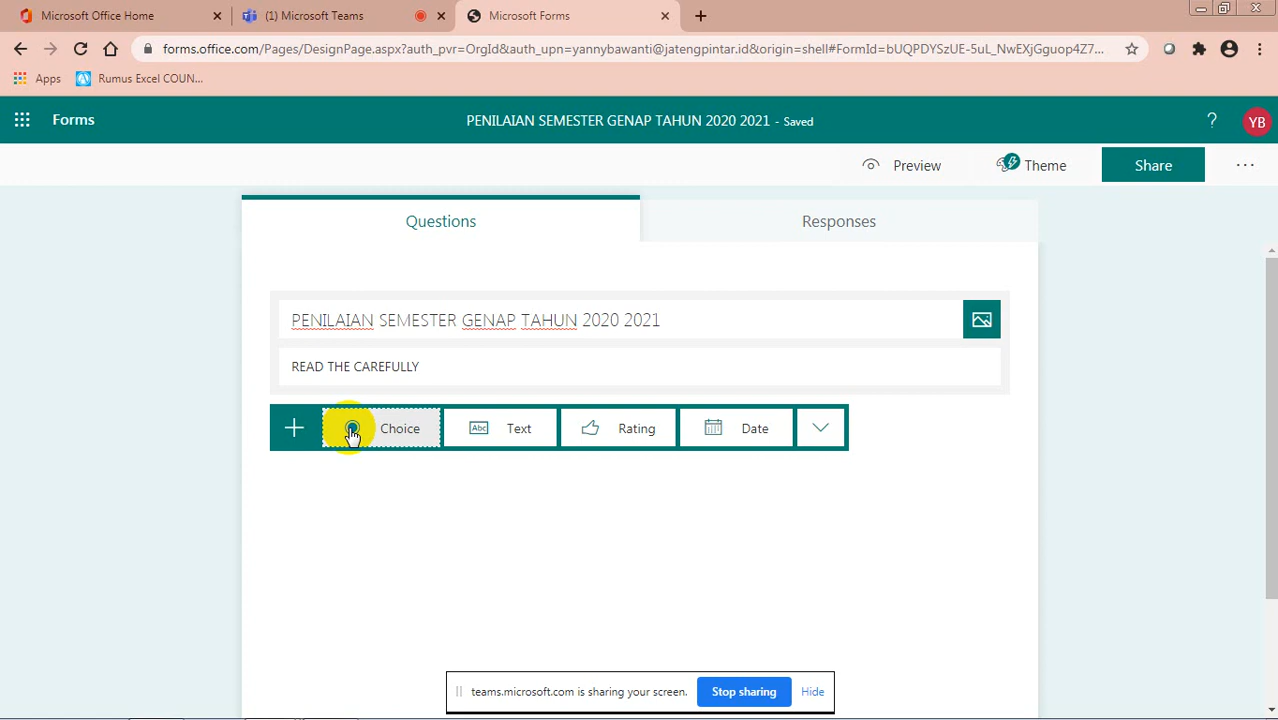 Microsoft Office Home
(1) Microsoft Teams
Microsoft Forms
forms.office.com/Pages/DesignPage.aspx?auth_pvr=OrgId&auth_upn=yannybawanti@jatengpintar.id&origin=shell#FormId=bUQPDYSzUE-5uL_NwEXjGguop4Z7...
Apps
Rumus Excel COUN...
Forms
PENILAIAN SEMESTER GENAP TAHUN 2020 2021 - Saved
?
YB
Preview
Theme
Share
...
Questions
Responses
PENILAIAN SEMESTER GENAP TAHUN 2020 2021
READ THE CAREFULLY
Choice
Abc
Text
Rating
Date
teams.microsoft.com is sharing your screen.
Stop sharing
Hide